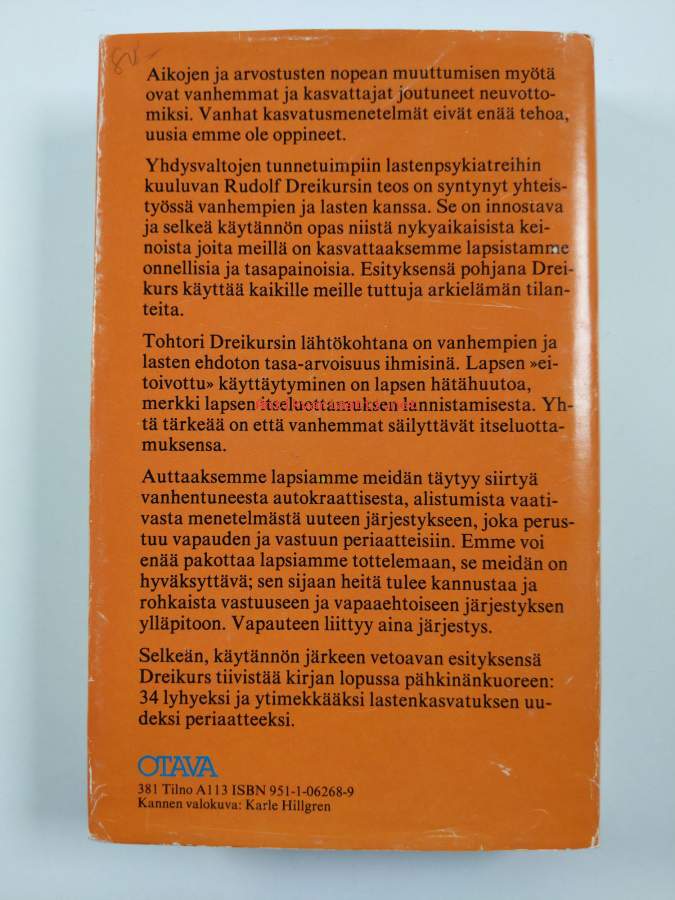 Aikojen ja arvostusten nopean muuttumisen myötä
ovat vanhemmat ja kasvattajat joutuneet neuvotto-
miksi. Vanhat kasvatusmenetelmät eivät enää tehoa,
uusia emme ole oppineet.
Yhdysvaltojen tunnetuimpiin lastenpsykiatreihin
kuuluvan Rudolf Dreikursin teos on syntynyt yhteis-
työssä vanhempien ja lasten kanssa. Se on innostava
ja selkeä käytännön opas niistä nykyaikaisista kei-
noista joita meillä on kasvattaaksemme lapsistamme
onnellisia ja tasapainoisia. Esityksensä pohjana Drei-
kurs käyttää kaikille meille tuttuja arkielämän tilan-
teita.
Tohtori Dreikursin lähtökohtana on vanhempien ja
lasten ehdoton tasa-arvoisuus ihmisinä. Lapsen »ei-
toivottu» käyttäytyminen on lapsen hätähuutoa,
merkki lapsen itseluottamuksen kannistamisesta. Yh-
tä tärkeää on että vanhemmat säilyttävät itseluotta-
muksensa.
Auttaaksemme lapsiamme meidän täytyy siirtyä
vanhentuneesta autokraattisesta, alistumista vaati-
vasta menetelmästä uuteen järjestykseen, joka perus-
tuu vapauden ja vastuun periaatteisiin. Emme voi
enää pakottaa lapsiamme tottelemaan, se meidän on
hyväksyttävä; sen sijaan heitä tulee kannustaa ja
rohkaista vastuuseen ja vapaaehtoiseen järjestyksen
ylläpitoon. Vapauteen liittyy aina järjestys.
Selkeän, käytännön järkeen vetoavan esityksensä
Dreikurs tiivistää kirjan lopussa pähkinänkuoreen:
34 lyhyeksi ja ytimekkääksi lastenkasvatuksen uu-
deksi periaatteeksi.
OTAVA
381 Tilno A113 ISBN 951-1-06268-9
Kannen valokuva: Karle Hillgren